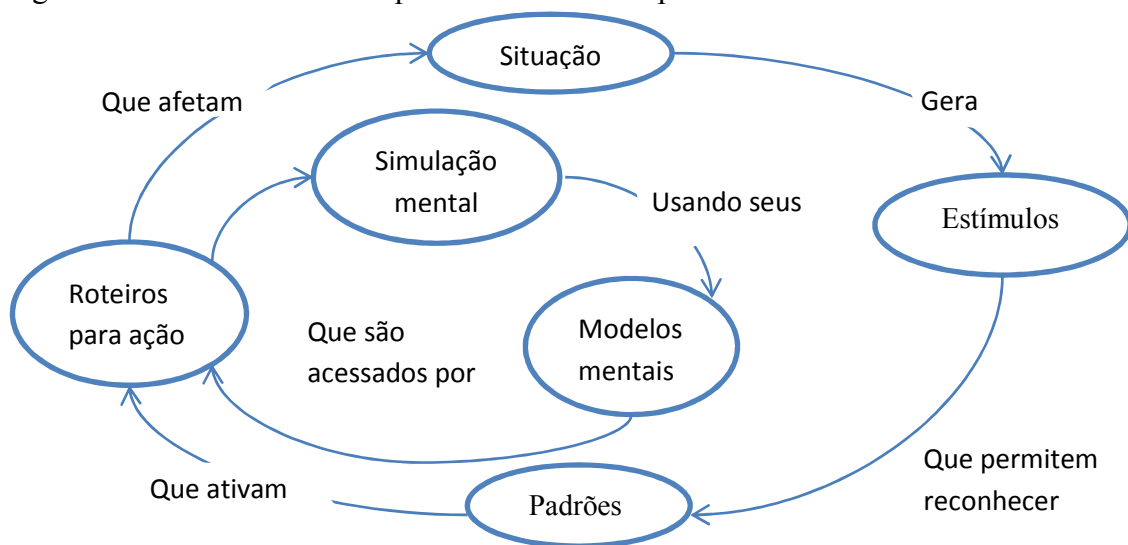 Situação
Que afetam
Gera
Simulação
mental
Usando seus
Estímulos
Roteiros
para ação
Que são
acessados por
Modelos
mentais
Que permitem
reconhecer
Que ativam
Padrões